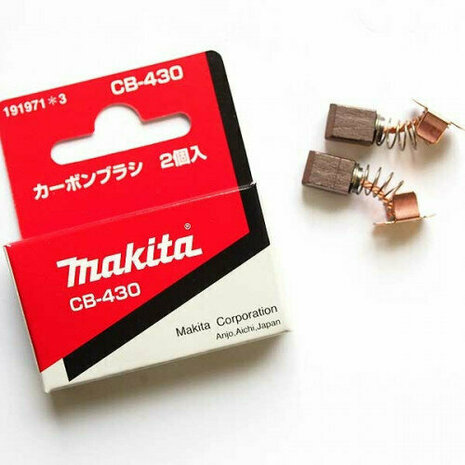 CB-430
191971*3
カーボンブラシ 2個入
makita®
CB-430
Makita Corporation
Anjo,Aichi,Japan